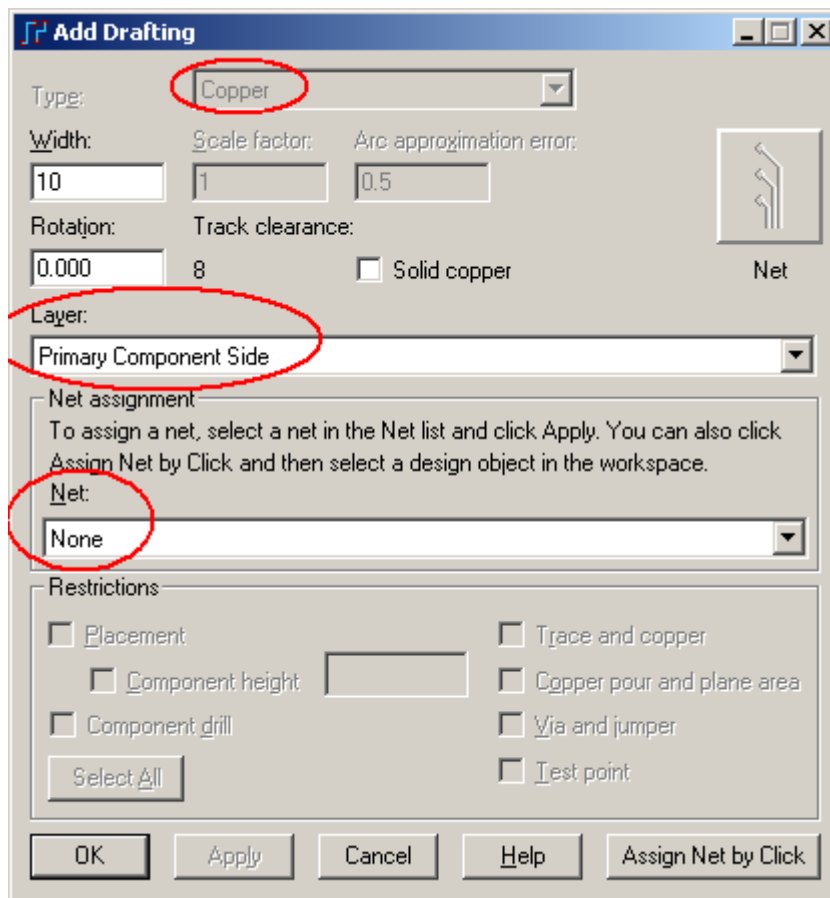 Add Drafting
Type: Copper
Width: Scale factor: Arc approximation error:
10 1 0.5
Rotation: Track clearance:
0.000 8 Solid copper Net
Layer:
Primary Component Side
Net assignment
To assign a net, select a net in the Net list and click Apply. You can also click
Assign Net by Click and then select a design object in the workspace.
Net:
None
Restrictions
Placement Trace and copper
Component height Copper pour and plane area
Component drill Via and jumper
Select All Test point
OK Apply Cancel Help Assign Net by Click